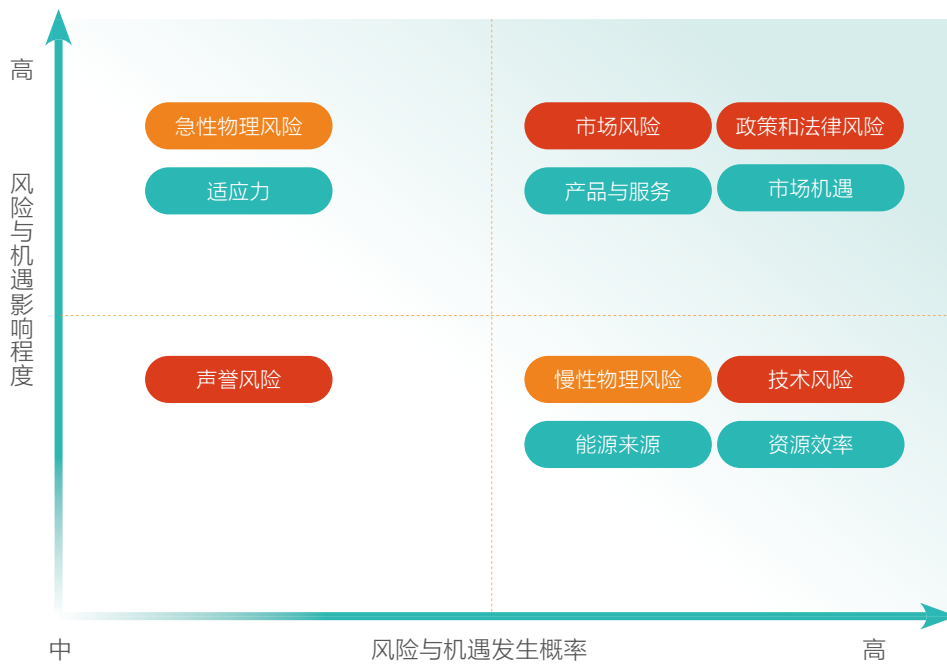 高
风险与机遇影响程度
急性物理风险
市场风险
政策和法律风险
适应力
产品与服务
市场机遇
声誉风险
慢性物理风险
技术风险
能源来源
资源效率
中
风险与机遇发生概率
高